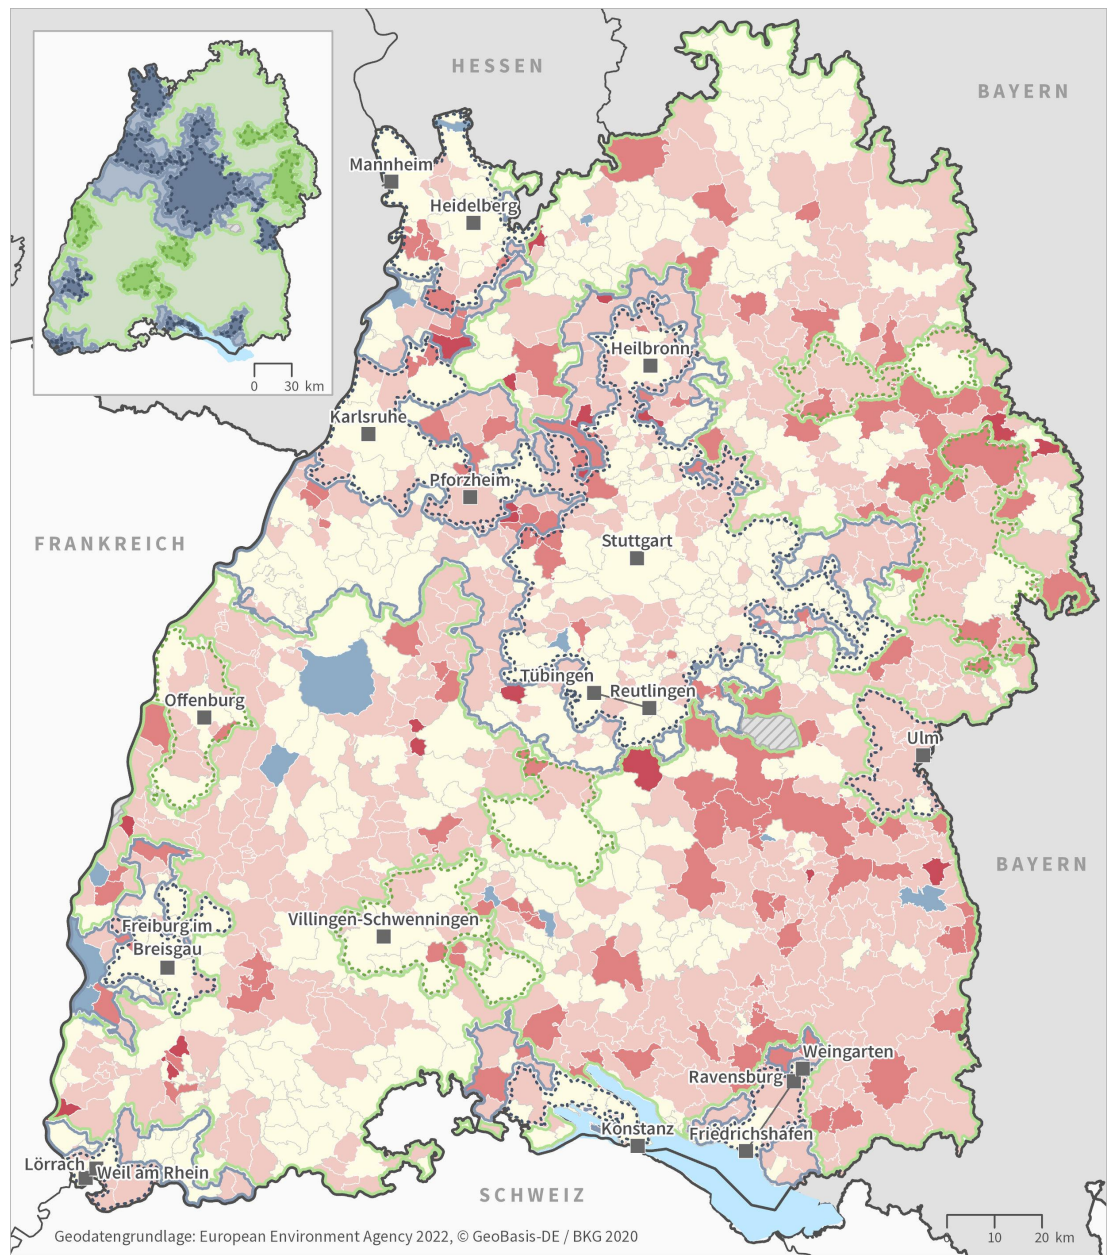 HESSEN
BAYERN
Mannheim
Heidelberg
0 30 km
Heilbronn
Karlsruhe
Pforzheim
FRANKREICH
Stuttgart
Tübingen
Reutlingen
Offenburg
Ulm
BAYERN
Villingen-Schwenningen
Freiburg im
Breisgau
Weingarten
Ravensburg
Konstanz
Friedrichshafen
Lörrach
Weil am Rhein
SCHWEIZ
Geodatengrundlage: European Environment Agency 2022, © GeoBasis-DE / BKG 2020
0 10 20 km